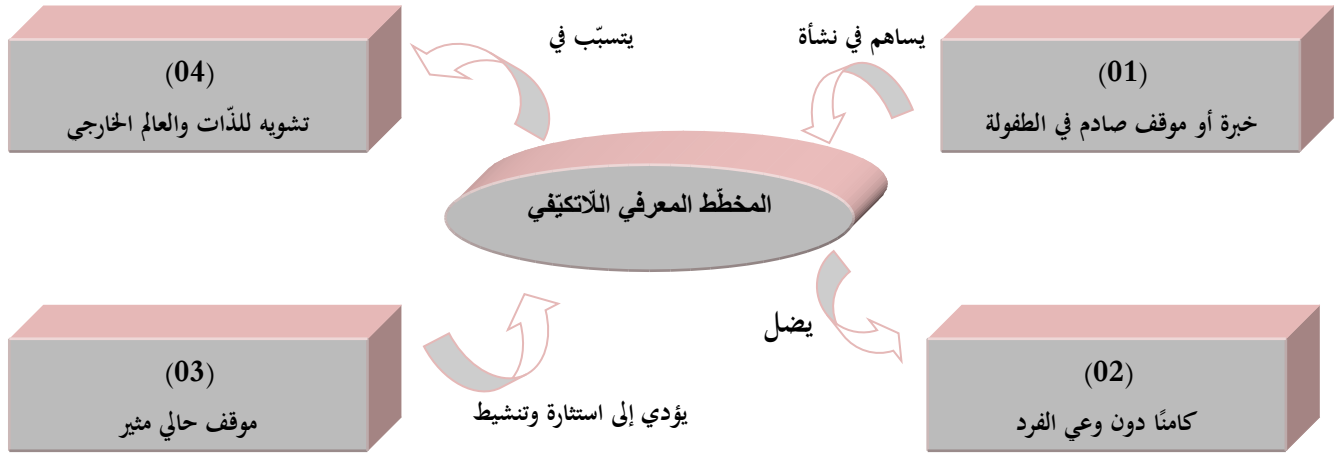 يساهم في نشأة
(01)
خبرة أو موقف صادم في الطفولة
يتسبّب في
(04)
تشويه للذّات والعالم الخارجي
المخطّط المعرفي اللّاتكيّفي
يضل
(02)
كامنًا دون وعي الفرد
(03)
موقف حالي مثير
يؤدي إلى استثارة وتنشيط